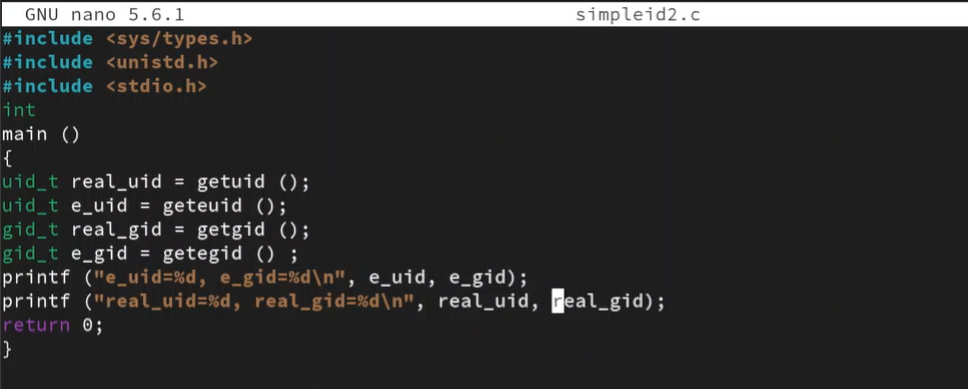 GNU nano 5.6.1 simpleid2.c
#include <sys/types.h>
#include <unistd.h>
#include <stdio.h>
int
main ()
{
uid_t real_uid = getuid ();
uid_t e_uid = geteuid ();
gid_t real_gid = getgid ();
gid_t e_gid = getegid () ;
printf ("e_uid=%d, e_gid=%d\n", e_uid, e_gid);
printf ("real_uid=%d, real_gid=%d\n", real_uid, real_gid);
return 0;
}